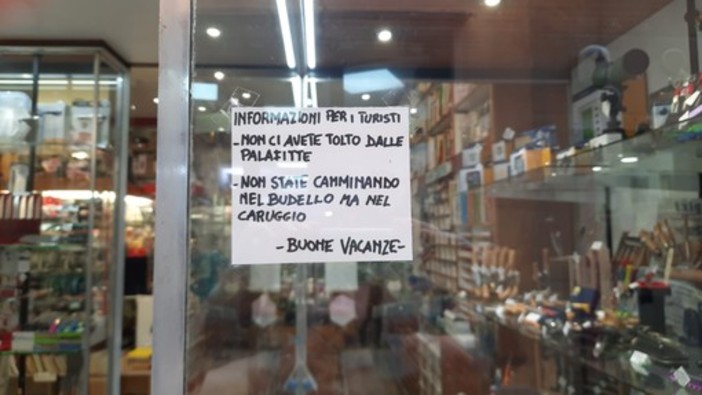 INFORMAZIONI PER I TURISTI
-NON CI AVETE TOLTO DALLE
PALAFITTE
-NON STATE CAMMINANDO
NEL BUDELLO MA NEL
CARUGGIO
-BUONE VACANZE-